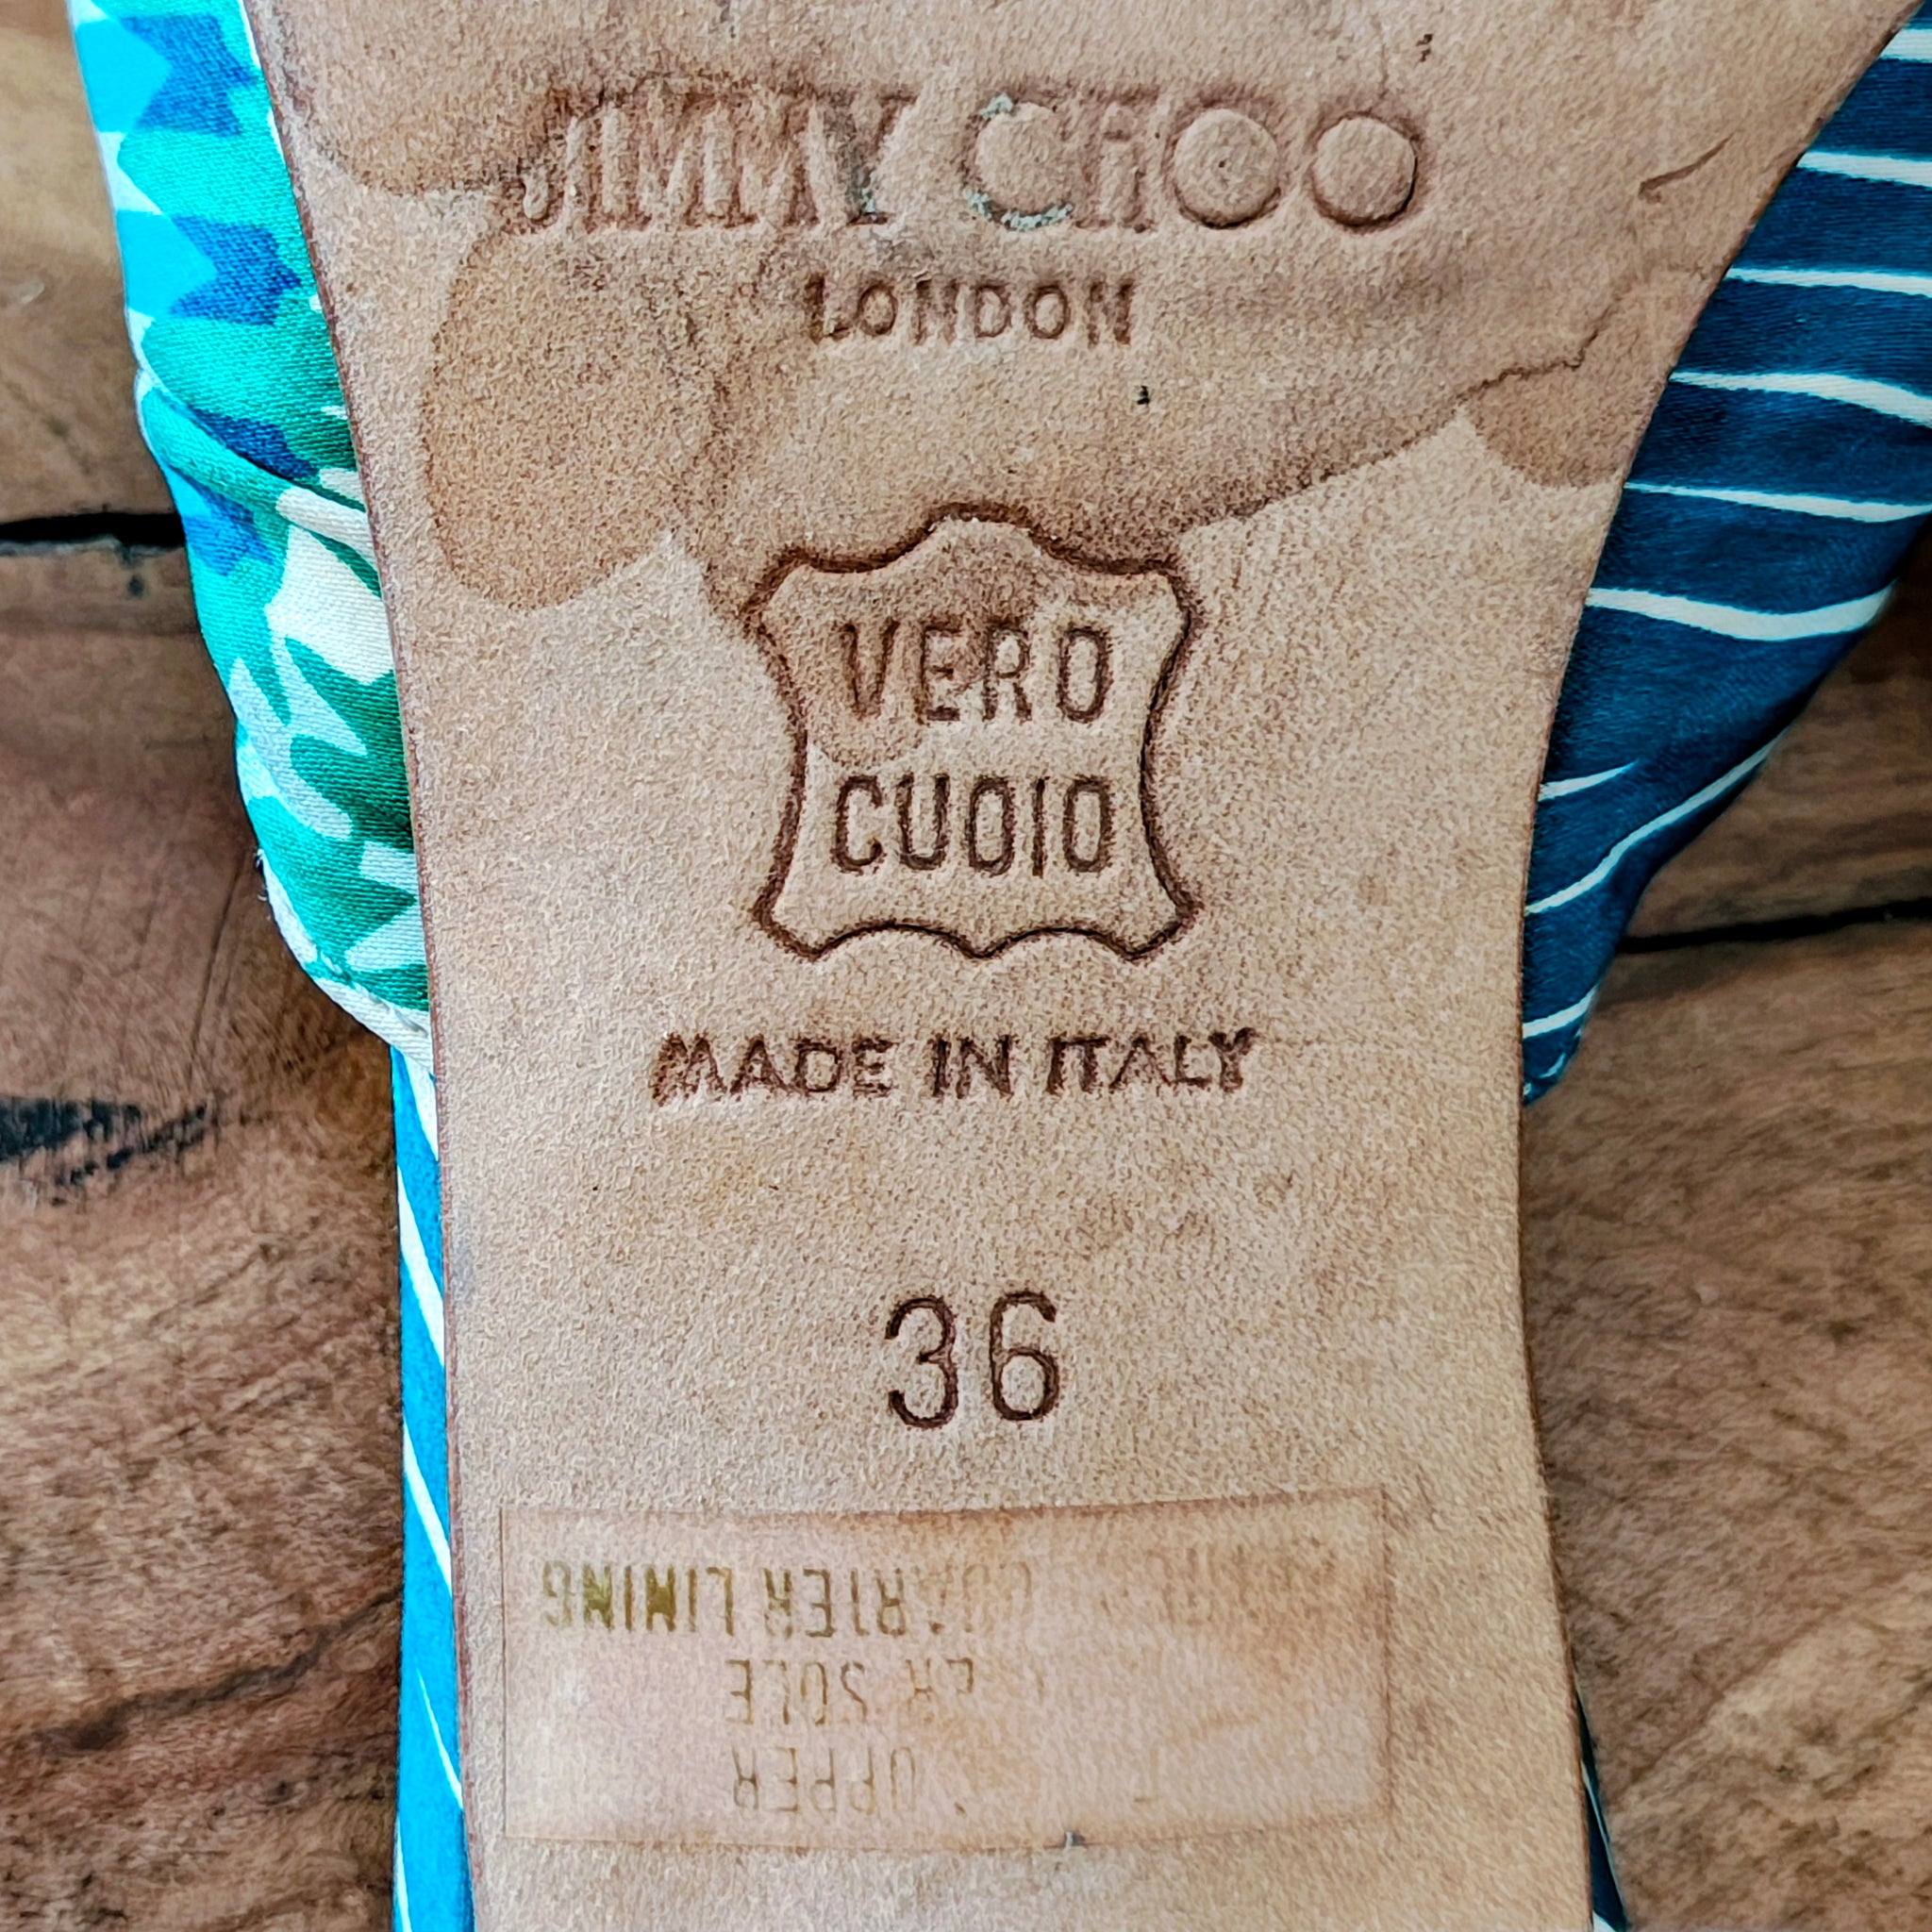 JIMMY CHOO
LONDON
VERO
CUOIO
MADE IN ITALY
36
UPPER
SOLE
QUARTER LINING